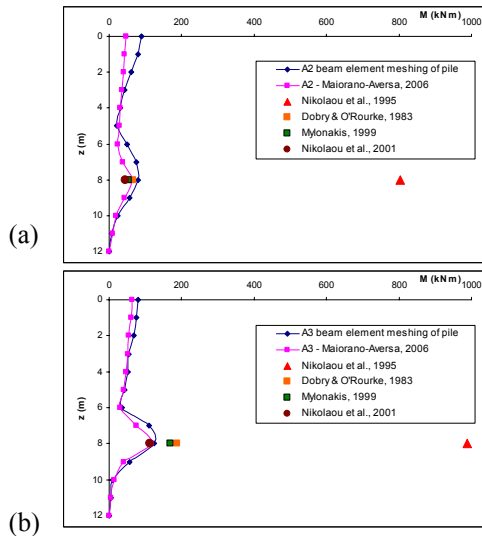 M (kNm)
0 200 400 600 800 1000
0
2
4
6
8
10
12
z (m)
A2 beam element meshing of pile
A2 - Maiorano-Aversa, 2006
Nikolaou et al., 1995
Dobry & O'Rourke, 1983
Mylonakis, 1999
Nikolaou et al., 2001
(a)
M (kNm)
0 200 400 600 800 1000
0
2
4
6
8
10
12
z (m)
A3 beam element meshing of pile
A3 - Maiorano-Aversa, 2006
Nikolaou et al., 1995
Dobry & O'Rourke, 1983
Mylonakis, 1999
Nikolaou et al., 2001
(b)